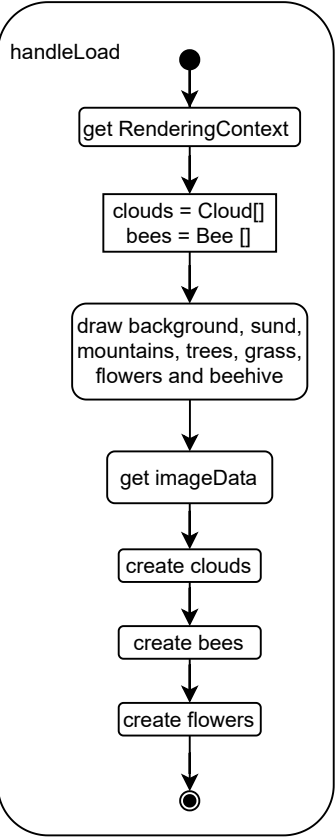 handleLoad
get RenderingContext
clouds = Cloud[]
bees = Bee []
draw background, sund,
mountains, trees, grass,
flowers and beehive
get imageData
create clouds
create bees
create flowers